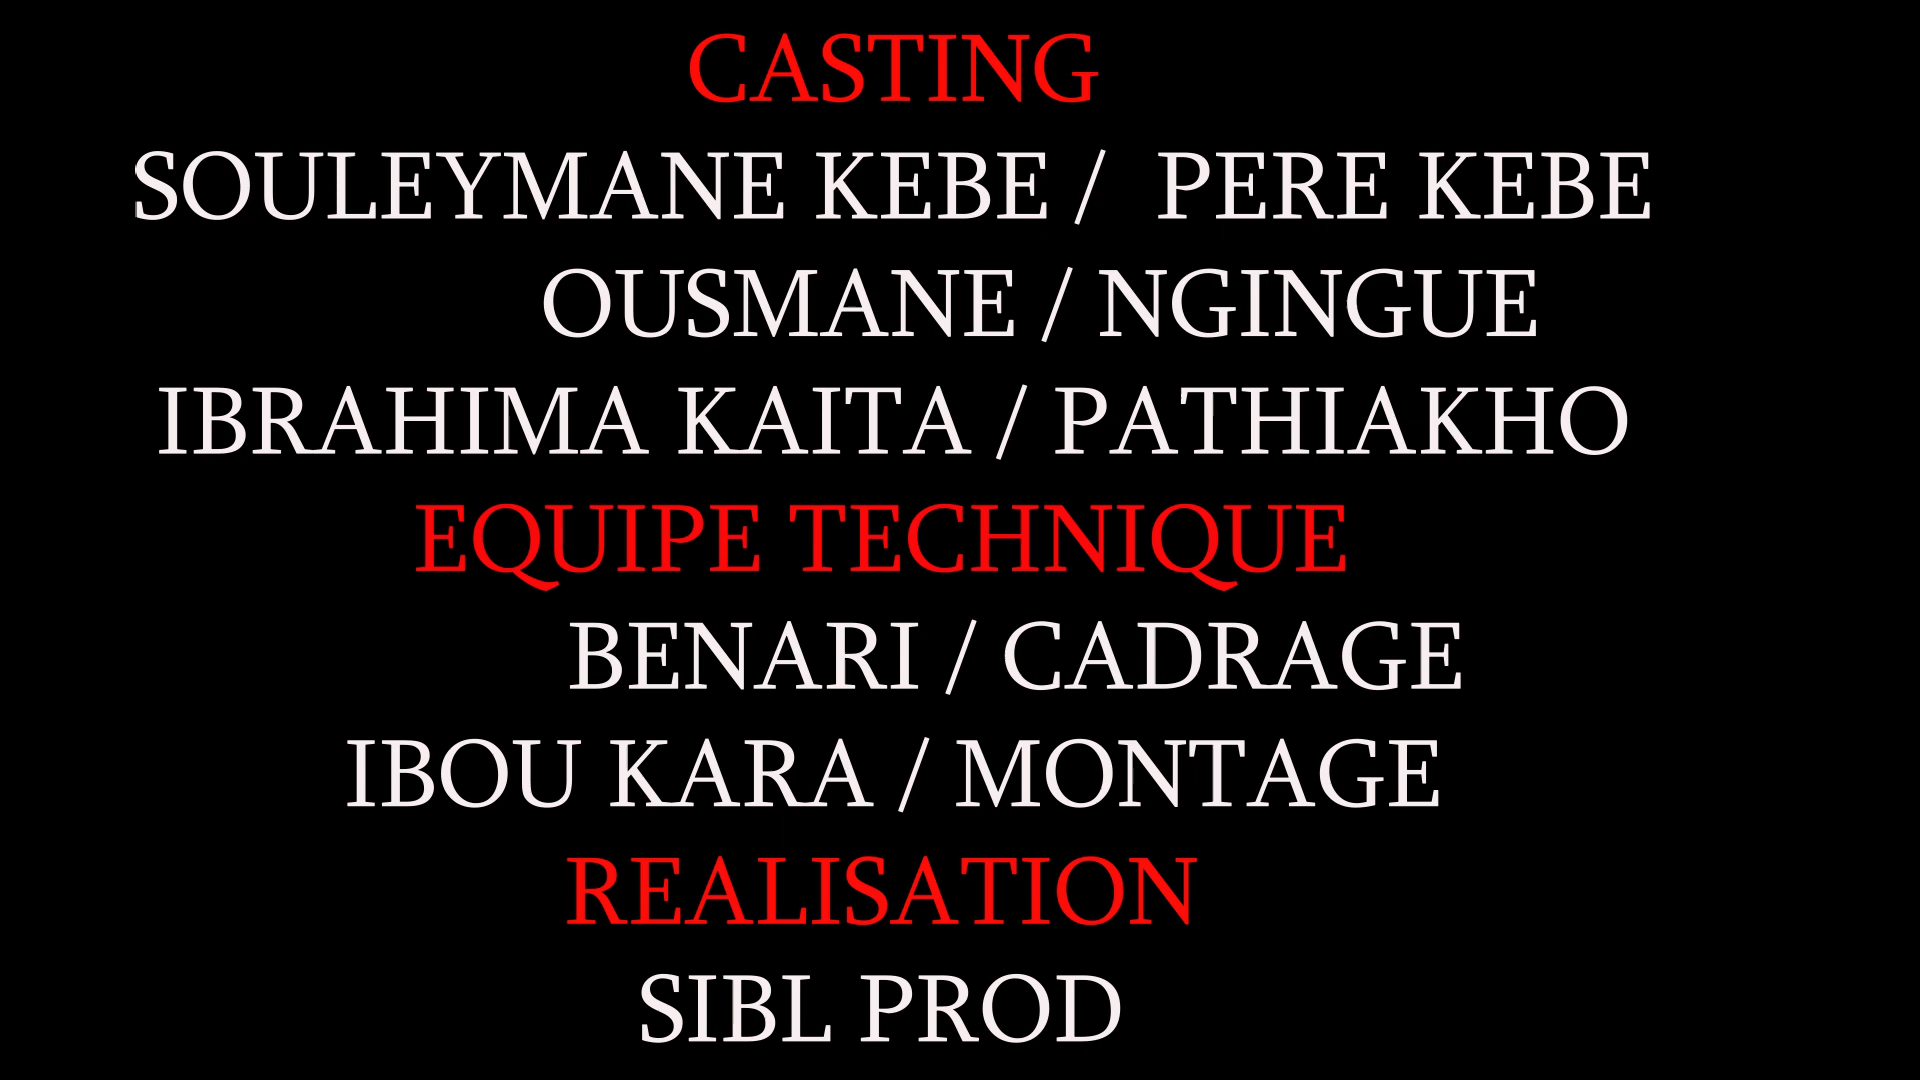 CASTING
SOULEYMANE KEBE / PERE KEBE
OUSMANE / NGINGUE
IBRAHIMA KAITA / PATHIAKHO
EQUIPE TECHNIQUE
BENARI / CADRAGE
IBOU KARA / MONTAGE
REALISATION
SIBL PROD